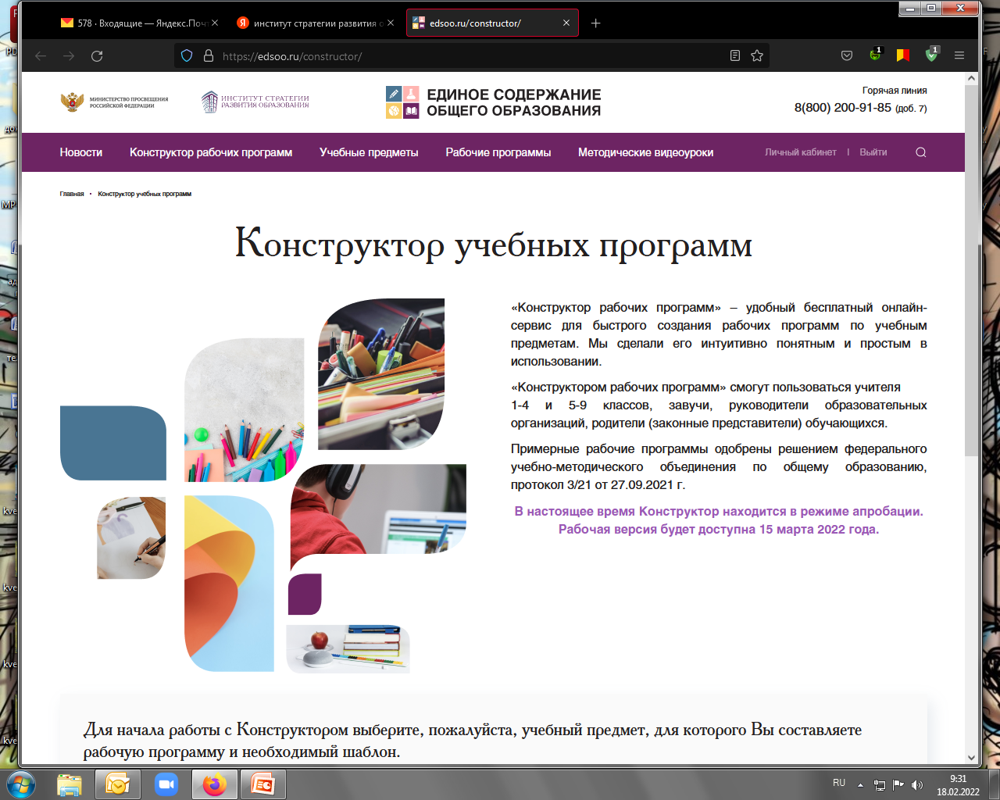 578 · Входящие — Яндекс.Почт
институт стратегии развития о
edsoo.ru/constructor/
https://edsoo.ru/constructor/
1
1
МИНИСТЕРСТВО ПРОСВЕЩЕНИЯ
РОССИЙСКОЙ ФЕДЕРАЦИИ
ИНСТИТУТ СТРАТЕГИИ
РАЗВИТИЯ ОБРАЗОВАНИЯ
ЕДИНОЕ СОДЕРЖАНИЕ
ОБЩЕГО ОБРАЗОВАНИЯ
Горячая линия
8(800) 200-91-85 (доб. 7)
Новости Конструктор рабочих программ Учебные предметы Рабочие программы Методические видеоуроки Личный кабинет | Выйти
Главная • Конструктор учебных программ
Конструктор учебных программ
«Конструктор рабочих программ» – удобный бесплатный онлайн-
сервис для быстрого создания рабочих программ по учебным
предметам. Мы сделали его интуитивно понятным и простым в
использовании.
«Конструктором рабочих программ» смогут пользоваться учителя
1-4 и 5-9 классов, завучи, руководители образовательных
организаций, родители (законные представители) обучающихся.
Примерные рабочие программы одобрены решением федерального
учебно-методического объединения по общему образованию,
протокол 3/21 от 27.09.2021 г.
В настоящее время Конструктор находится в режиме апробации.
Рабочая версия будет доступна 15 марта 2022 года.
Для начала работы с Конструктором выберите, пожалуйста, учебный предмет, для которого Вы составляете
рабочую программу и необходимый шаблон.
RU
9:31
18.02.2022